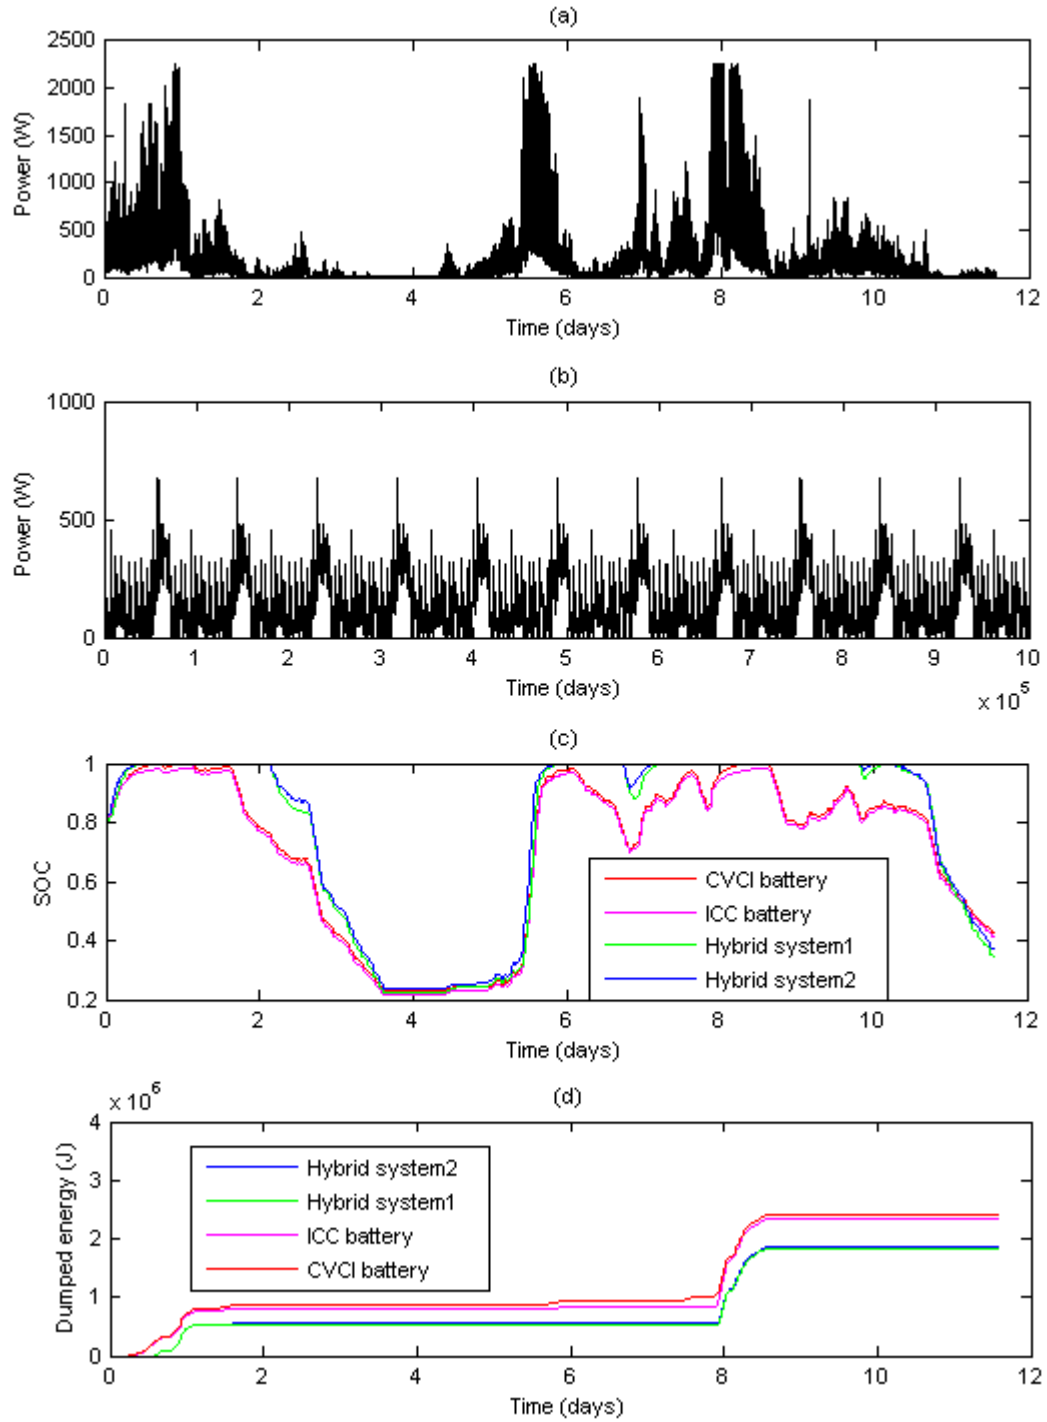 (a)
2500
2000
1500
1000
500
0
Power (W)
0 2 4 6 8 10 12
Time (days)
(b)
1000
500
0
Power (W)
0 1 2 3 4 5 6 7 8 9 10
Time (days)
x 10^5
(c)
1
0.8
0.6
0.4
0.2
SOC
CVCI battery
ICC battery
Hybrid system1
Hybrid system2
0 2 4 6 8 10 12
Time (days)
(d)
x 10^6
4
3
2
1
0
Dumped energy (J)
Hybrid system2
Hybrid system1
ICC battery
CVCI battery
0 2 4 6 8 10 12
Time (days)